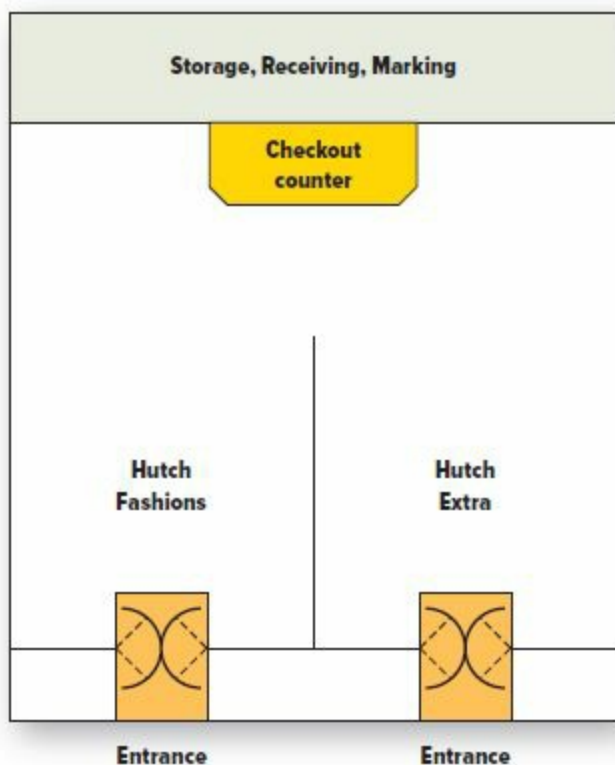 Storage, Receiving, Marking
Checkout
counter
Hutch
Fashions
Hutch
Extra
Entrance
Entrance